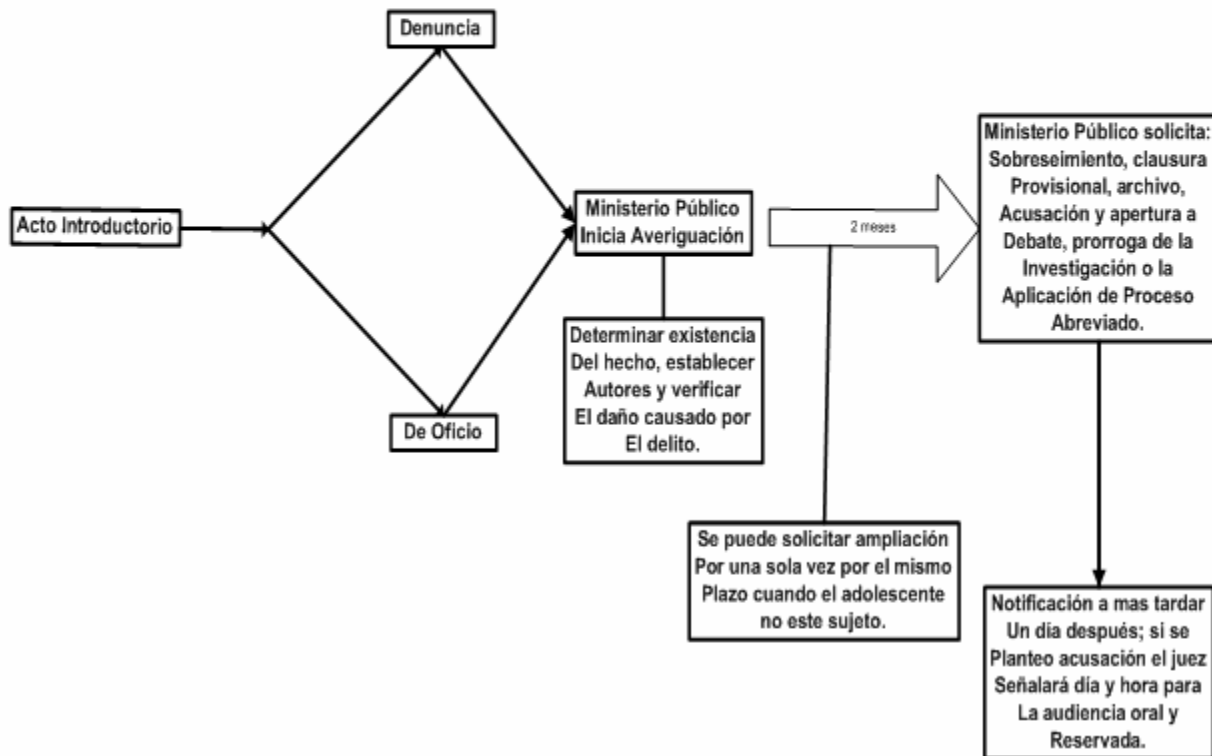 Denuncia
Acto Introductorio
De Oficio
Ministerio Público
Inicia Averiguación
Determinar existencia
Del hecho, establecer
Autores y verificar
El daño causado por
El delito.
2 meses
Se puede solicitar ampliación
Por una sola vez por el mismo
Plazo cuando el adolescente
no este sujeto.
Ministerio Público solicita:
Sobreseimiento, clausura
Provisional, archivo,
Acusación y apertura a
Debate, prorroga de la
Investigación o la
Aplicación de Proceso
Abreviado.
Notificación a mas tardar
Un día después; si se
Planteo acusación el juez
Señalará día y hora para
La audiencia oral y
Reservada.